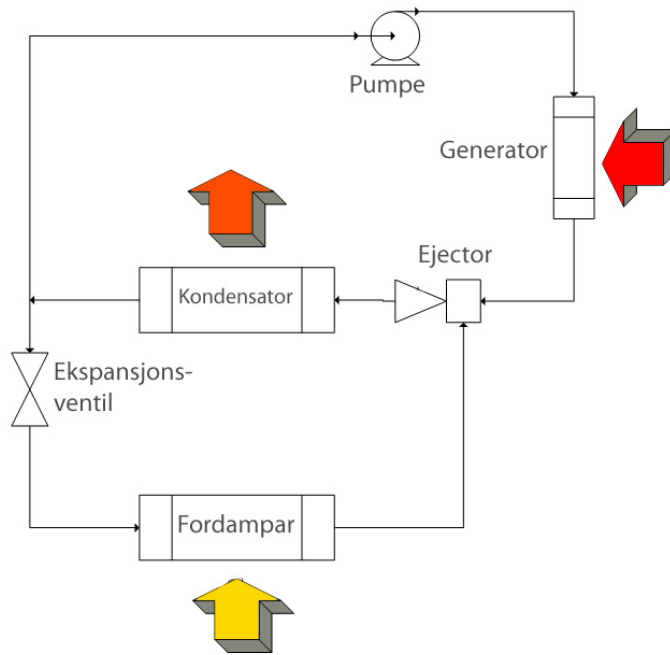 Pumpe
Generator
Ejector
Kondensator
Ekspansjons-
ventil
Fordampar